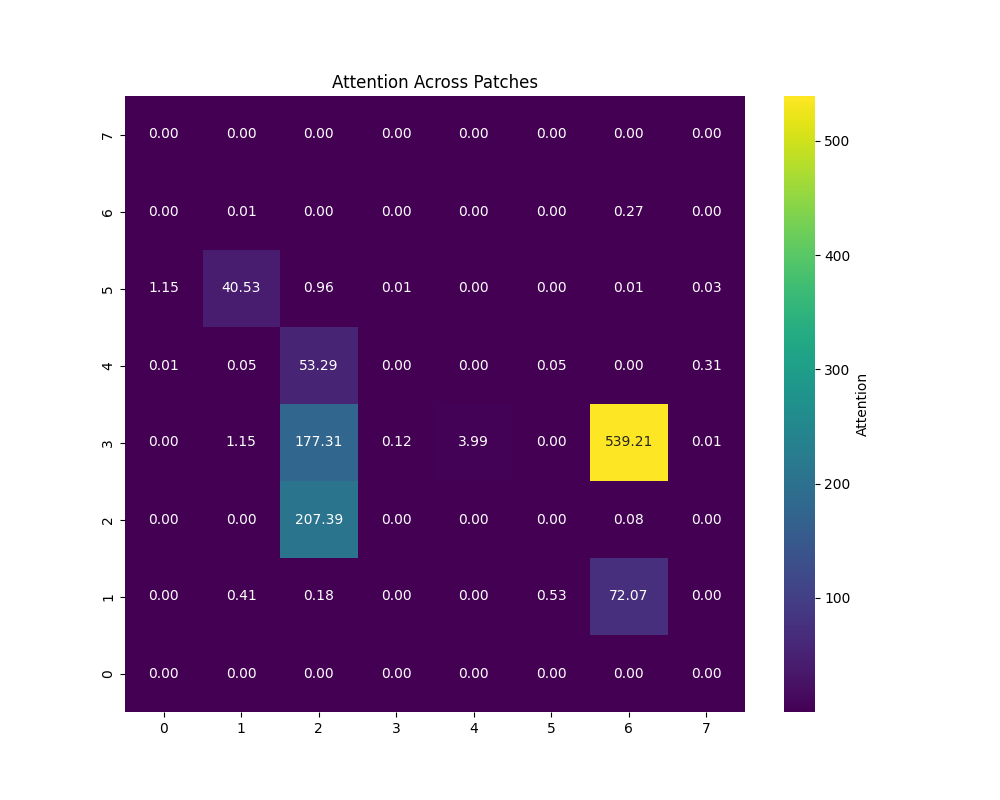 Attention Across Patches
7 0.00 0.00 0.00 0.00 0.00 0.00 0.00 0.00
6 0.00 0.01 0.00 0.00 0.00 0.00 0.27 0.00
5 1.15 40.53 0.96 0.01 0.00 0.00 0.01 0.03
4 0.01 0.05 53.29 0.00 0.00 0.05 0.00 0.31
3 0.00 1.15 177.31 0.12 3.99 0.00 539.21 0.01
2 0.00 0.00 207.39 0.00 0.00 0.00 0.08 0.00
1 0.00 0.41 0.18 0.00 0.00 0.53 72.07 0.00
0 0.00 0.00 0.00 0.00 0.00 0.00 0.00 0.00
0 1 2 3 4 5 6 7
500
400
300
200
100
Attention